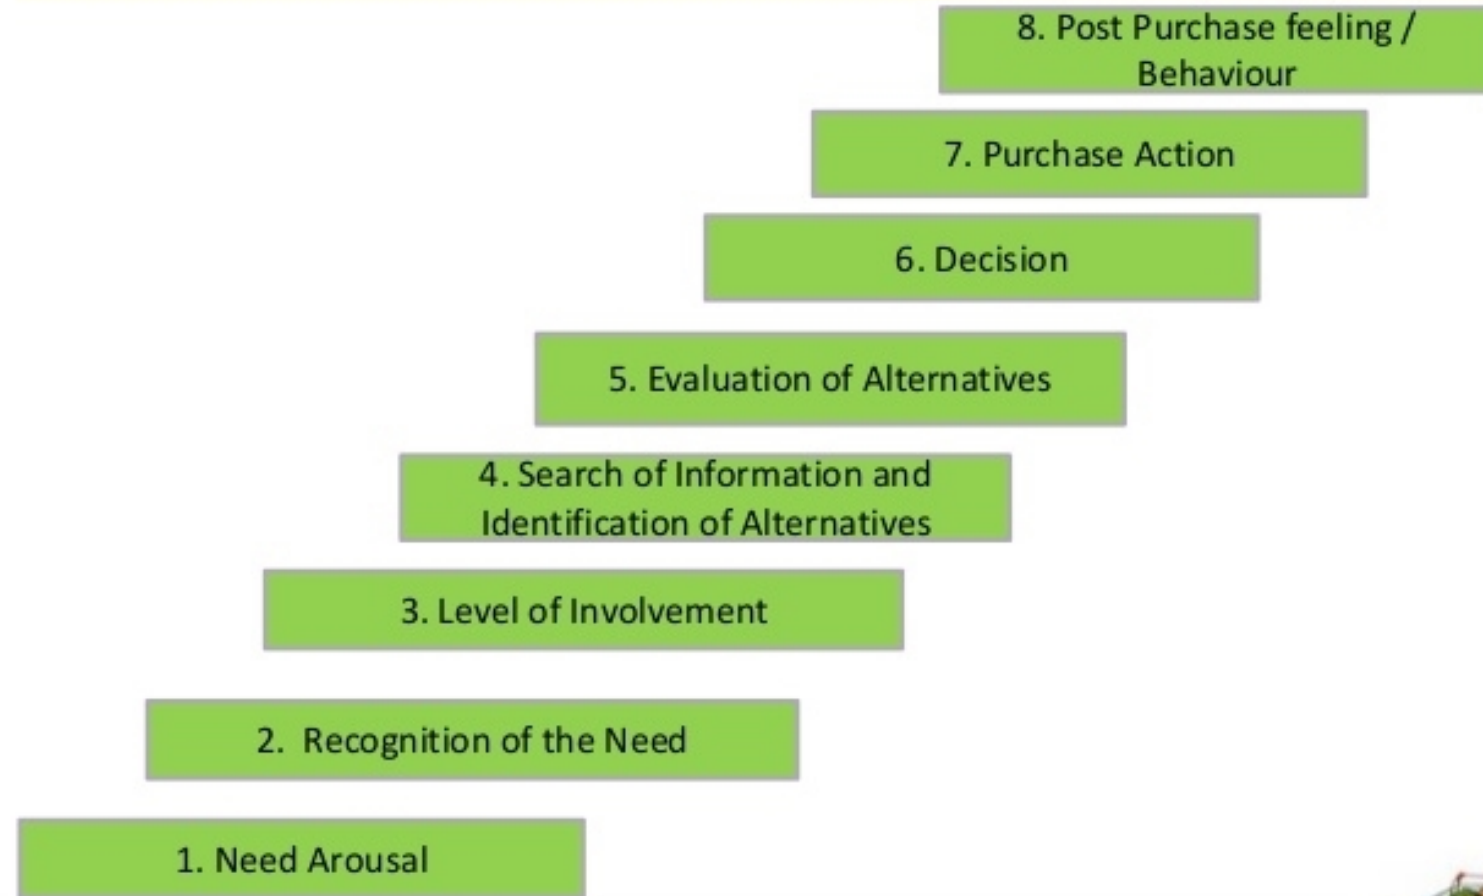 8. Post Purchase feeling /
Behaviour
7. Purchase Action
6. Decision
5. Evaluation of Alternatives
4. Search of Information and
Identification of Alternatives
3. Level of Involvement
2. Recognition of the Need
1. Need Arousal